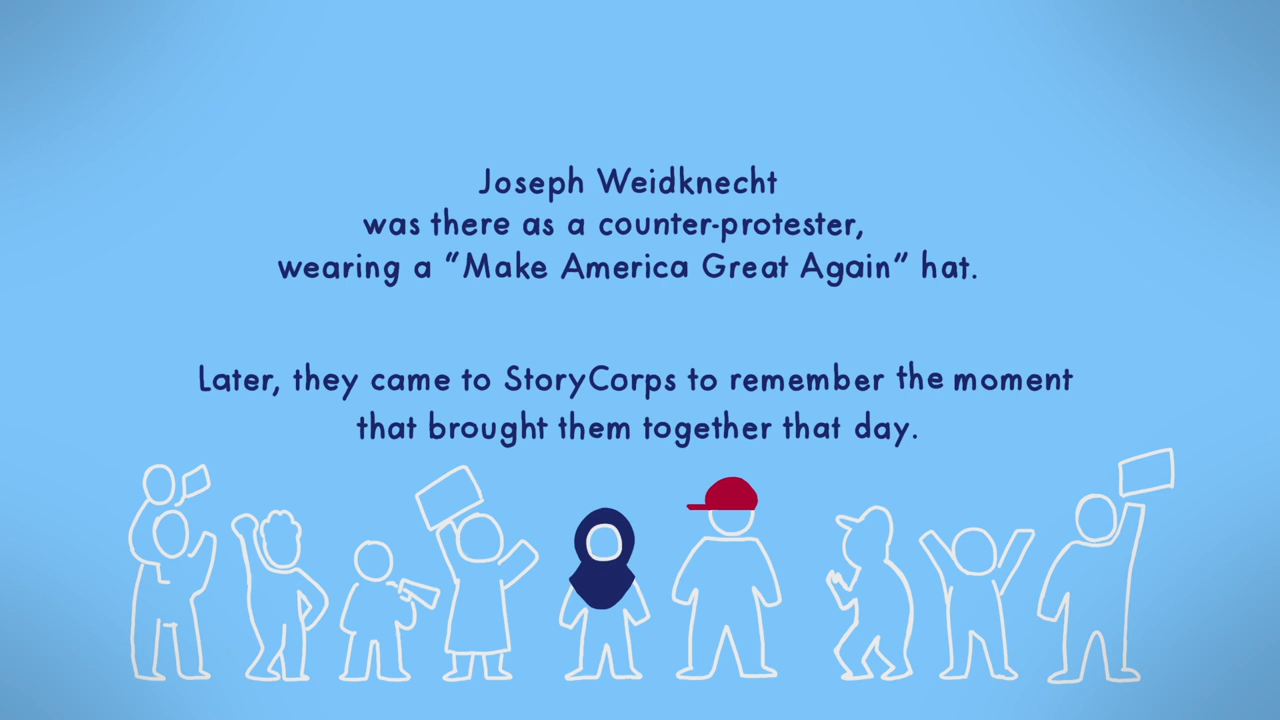 Joseph Weidknecht
was there as a counter-protester,
wearing a “Make America Great Again” hat.
Later, they came to StoryCorps to remember the moment
that brought them together that day.